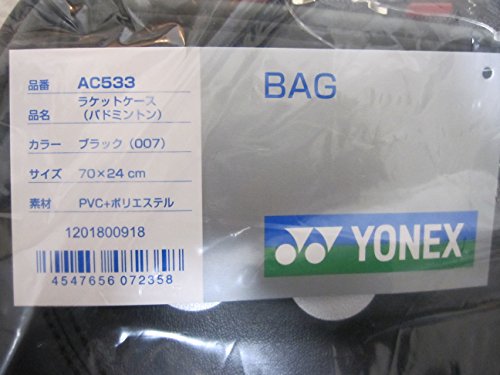 品番 AC533
品名 ラケットケース
(バドミントン)
カラー ブラック (007)
サイズ 70×24cm
素材 PVC+ポリエステル
1201800918
4547656 072358
BAG
YONEX